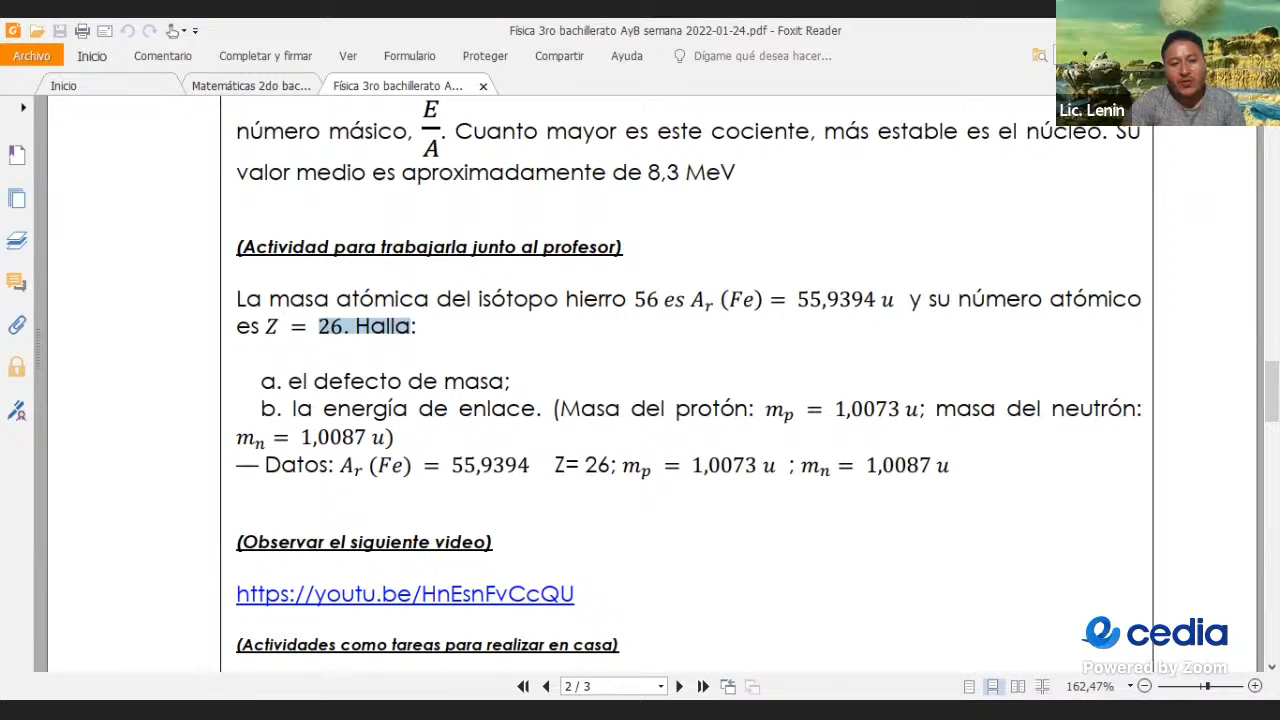 Física 3ro bachillerato AyB semana 2022-01-24.pdf - Foxit Reader
Archivo Inicio Comentario Completar y firmar Ver Formulario Proteger Compartir Ayuda Dígame qué desea hacer...
Inicio Matemáticas 2do bac... Física 3ro bachillerato A...
Lic. Lenin
número másico, E/A. Cuanto mayor es este cociente, más estable es el núcleo. Su
valor medio es aproximadamente de 8,3 MeV
(Actividad para trabajarla junto al profesor)
La masa atómica del isótopo hierro 56 es Aᵣ (Fe) = 55,9394 u y su número atómico
es Z = 26. Halla:
a. el defecto de masa;
b. la energía de enlace. (Masa del protón: mₚ = 1,0073 u; masa del neutrón:
mₙ = 1,0087 u)
— Datos: Aᵣ (Fe) = 55,9394 Z= 26; mₚ = 1,0073 u ; mₙ = 1,0087 u
(Observar el siguiente video)
https://youtu.be/HnEsnFvCcQU
(Actividades como tareas para realizar en casa)
cedia
Powered by Zoom
2 / 3
162,47%